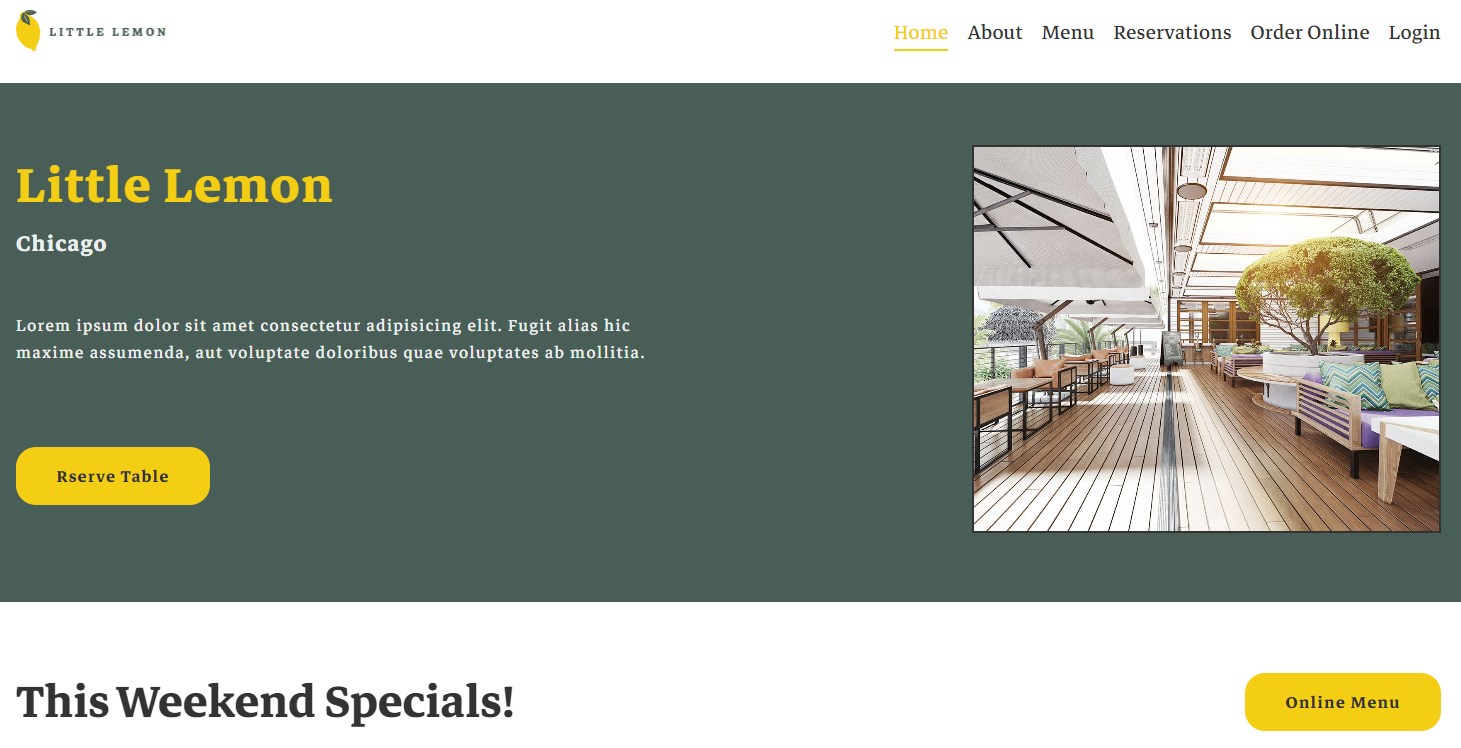 LITTLE LEMON
Home About Menu Reservations Order Online Login
Little Lemon
Chicago
Lorem ipsum dolor sit amet consectetur adipisicing elit. Fugit alias hic
maxime assumenda, aut voluptate doloribus quae voluptates ab mollitia.
Rserve Table
This Weekend Specials!
Online Menu